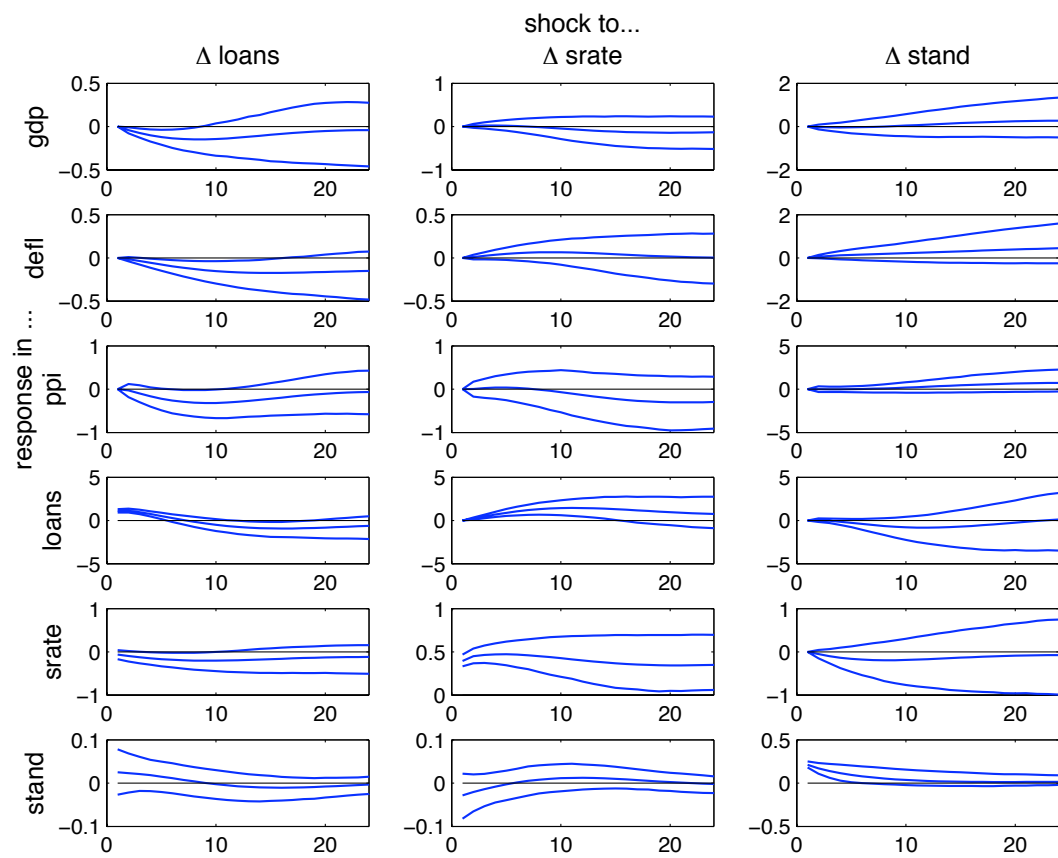 shock to...
Δ loans Δ srate Δ stand
response in ...
gdp
0.5 1 2
0 0 0
−0.5 −1 −2
0 10 20 0 10 20 0 10 20
defl
0.5 0.5 2
0 0 0
−0.5 −0.5 −2
0 10 20 0 10 20 0 10 20
ppi
1 1 5
0 0 0
−1 −1 −5
0 10 20 0 10 20 0 10 20
loans
5 5 5
0 0 0
−5 −5 −5
0 10 20 0 10 20 0 10 20
srate
1 1 1
0 0.5 0
−1 0 −1
0 10 20 0 10 20 0 10 20
stand
0.1 0.1 0.5
0 0 0
−0.1 −0.1 −0.5
0 10 20 0 10 20 0 10 20